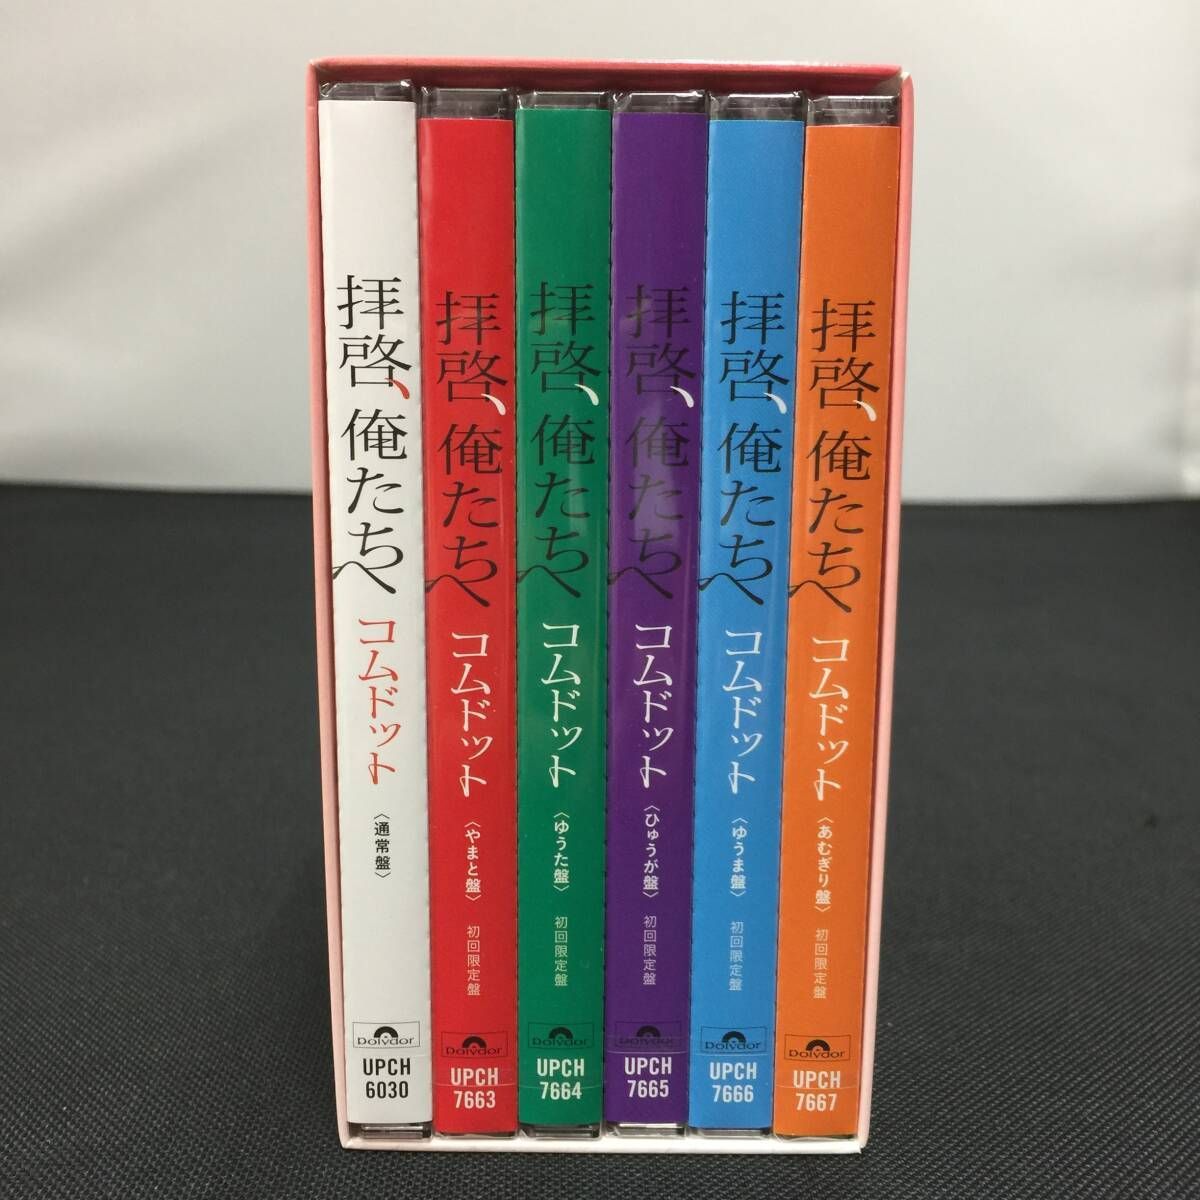 拝啓、俺たちへ
コムドット
〈通常盤〉
Polydor
UPCH
6030
拝啓、俺たちへ
コムドット
〈やまと盤〉
初回限定盤
Polydor
UPCH
7663
拝啓、俺たちへ
コムドット
〈ゆうた盤〉
初回限定盤
Polydor
UPCH
7664
拝啓、俺たちへ
コムドット
〈ひゅうが盤〉
初回限定盤
Polydor
UPCH
7665
拝啓、俺たちへ
コムドット
〈ゆうま盤〉
初回限定盤
Polydor
UPCH
7666
拝啓、俺たちへ
コムドット
〈あむぎり盤〉
初回限定盤
Polydor
UPCH
7667